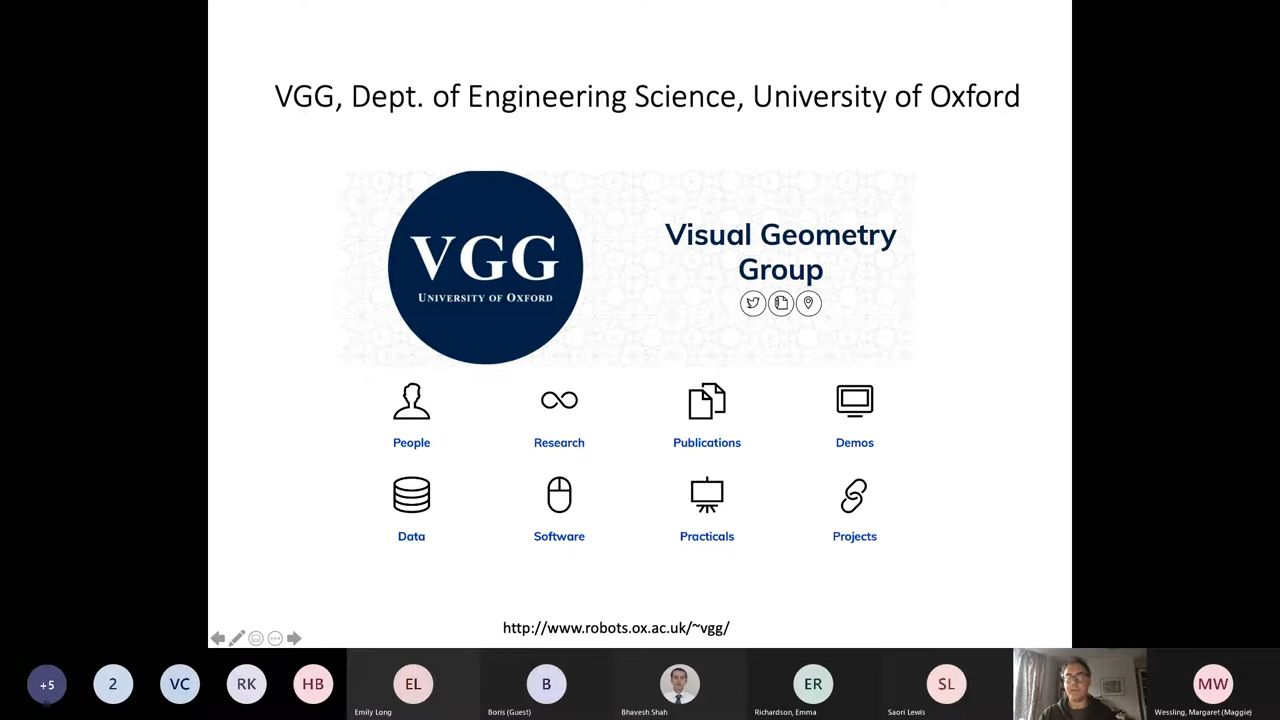 VGG, Dept. of Engineering Science, University of Oxford
VGG
UNIVERSITY OF OXFORD
Visual Geometry
Group
People
Research
Publications
Demos
Data
Software
Practicals
Projects
http://www.robots.ox.ac.uk/~vgg/
+5
2
VC
RK
HB
EL
B
ER
SL
MW
Emily Long
Boris (Guest)
Bhavesh Shah
Richardson, Emma
Saori Lewis
Wessling, Margaret (Maggie)